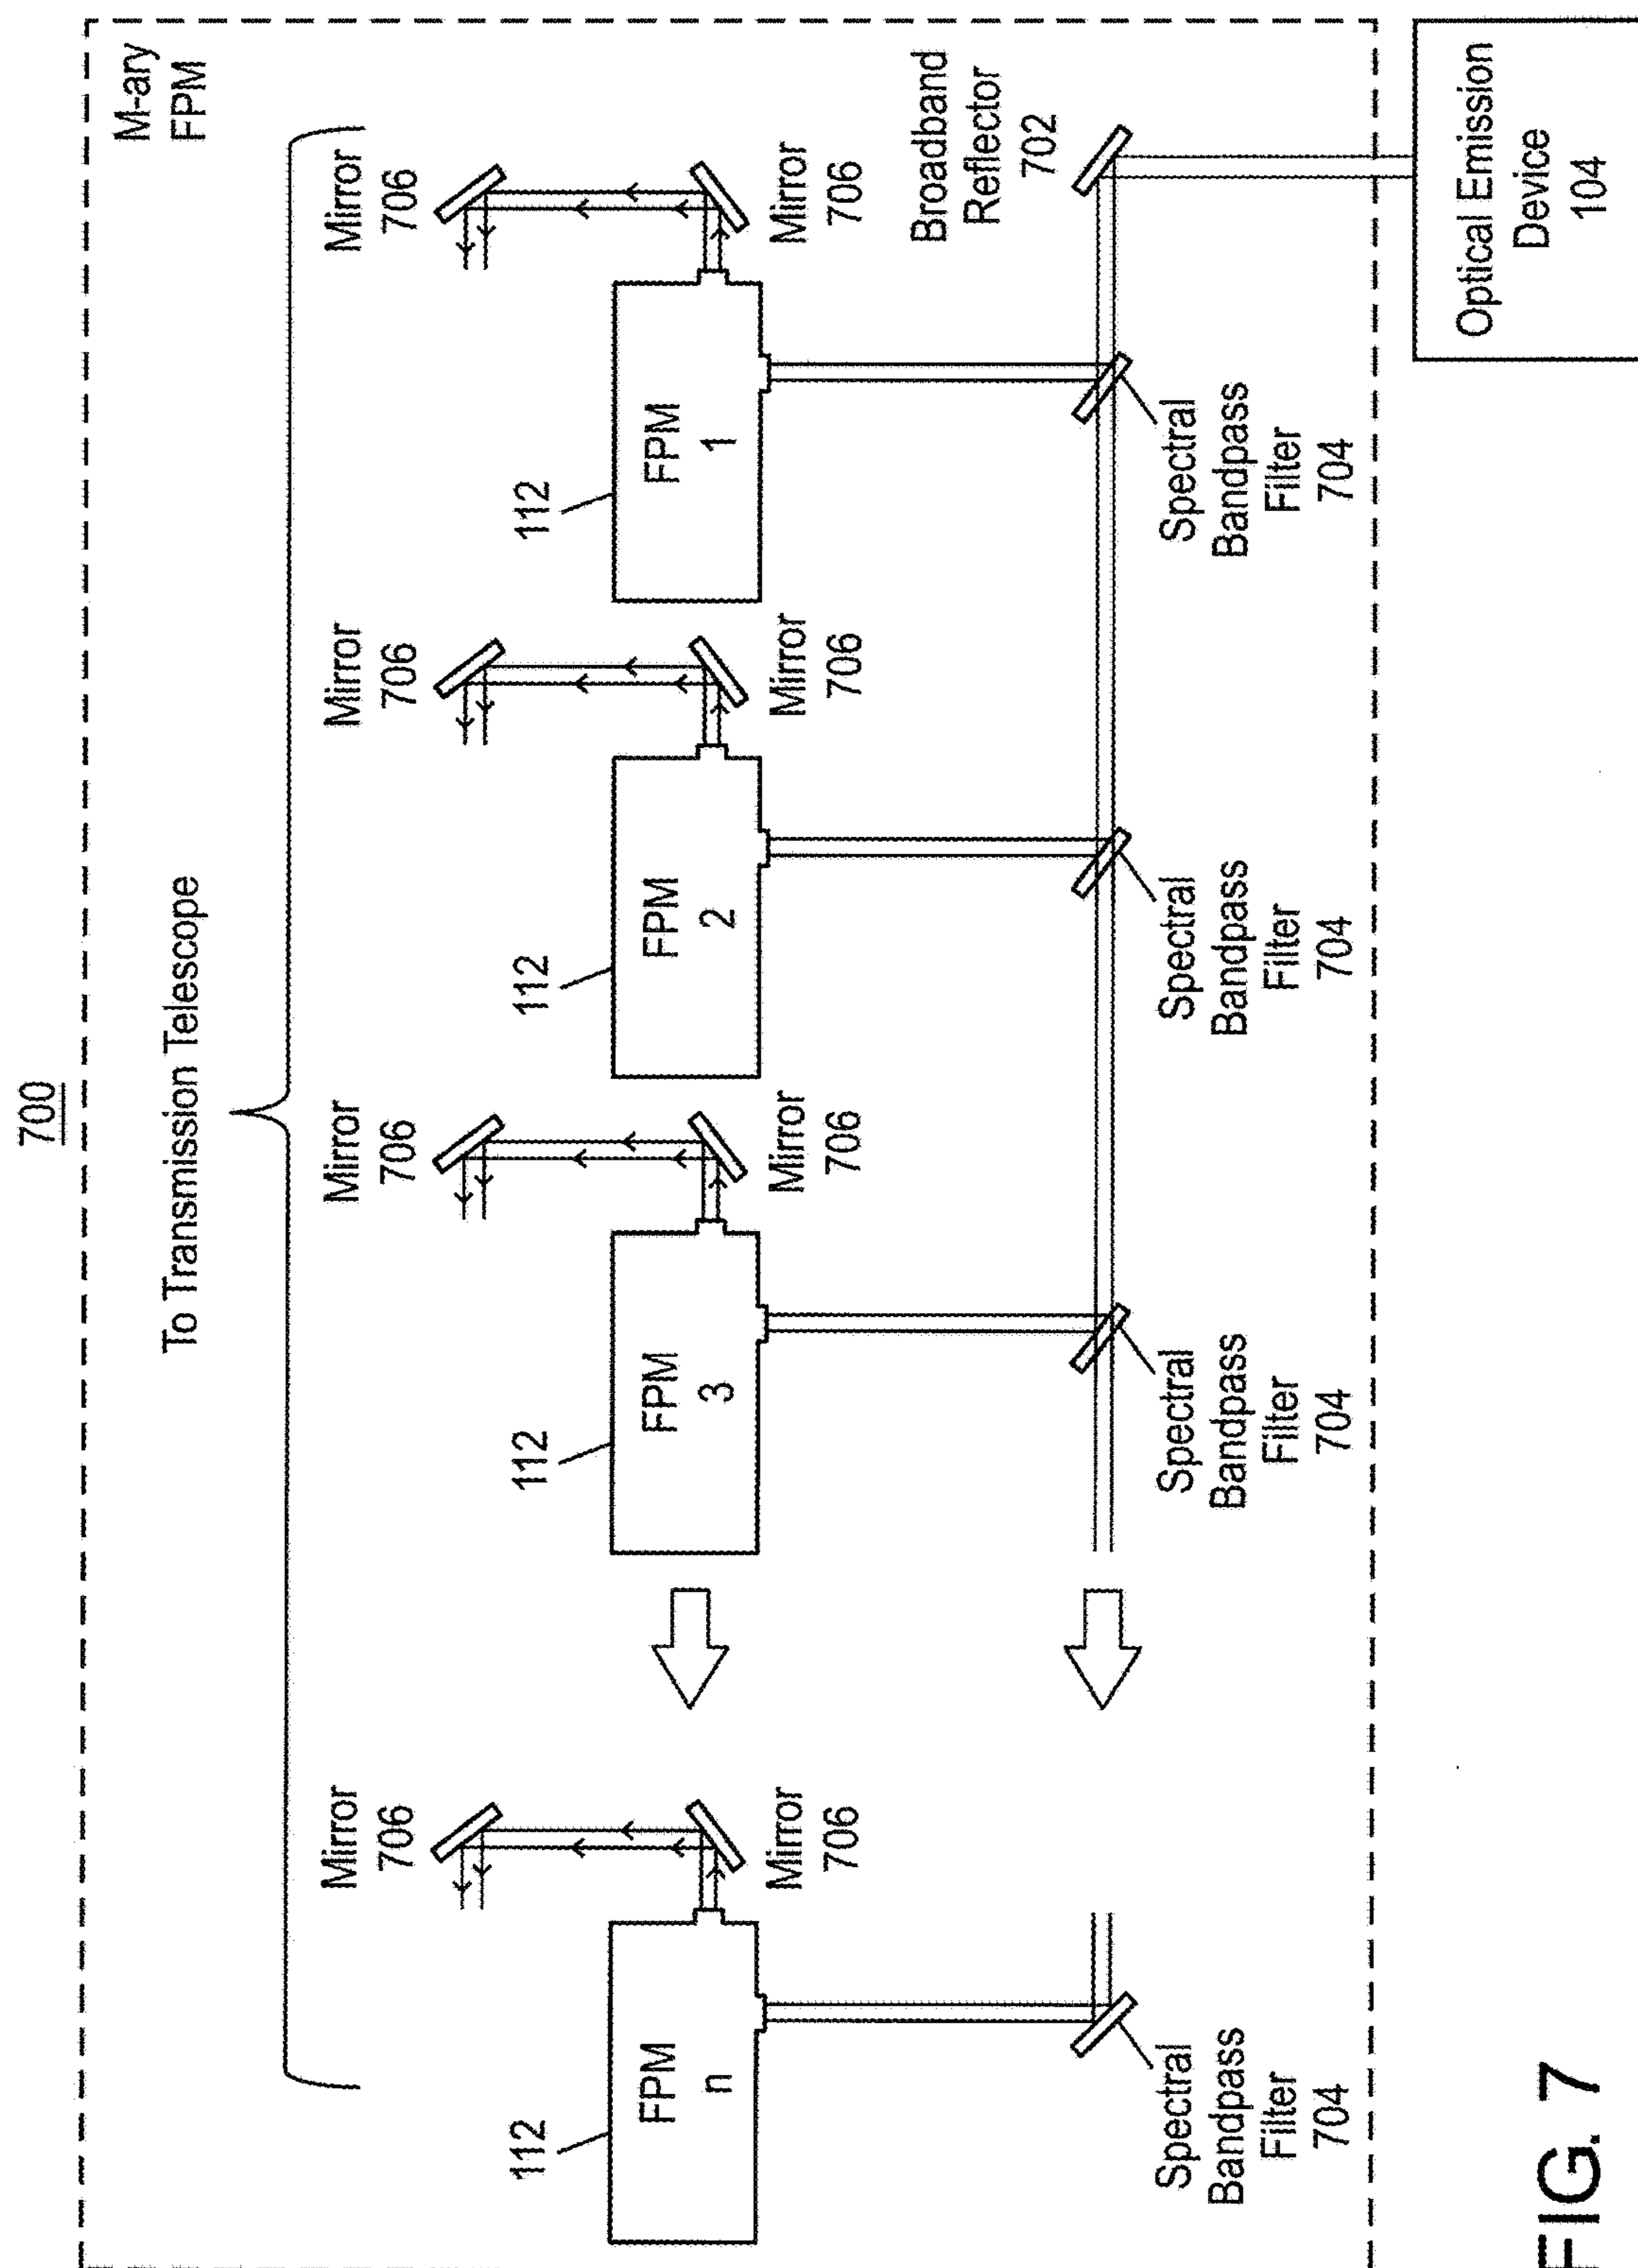 700
M-ary
FPM
To Transmission Telescope
Mirror
706
Mirror
706
Mirror
706
Mirror
706
112
FPM
n
112
FPM
3
112
FPM
2
112
FPM
1
Mirror
706
Mirror
706
Mirror
706
Mirror
706
Broadband
Reflector
702
Spectral
Bandpass
Filter
704
Spectral
Bandpass
Filter
704
Spectral
Bandpass
Filter
704
Spectral
Bandpass
Filter
704
Optical Emission
Device
104
FIG. 7